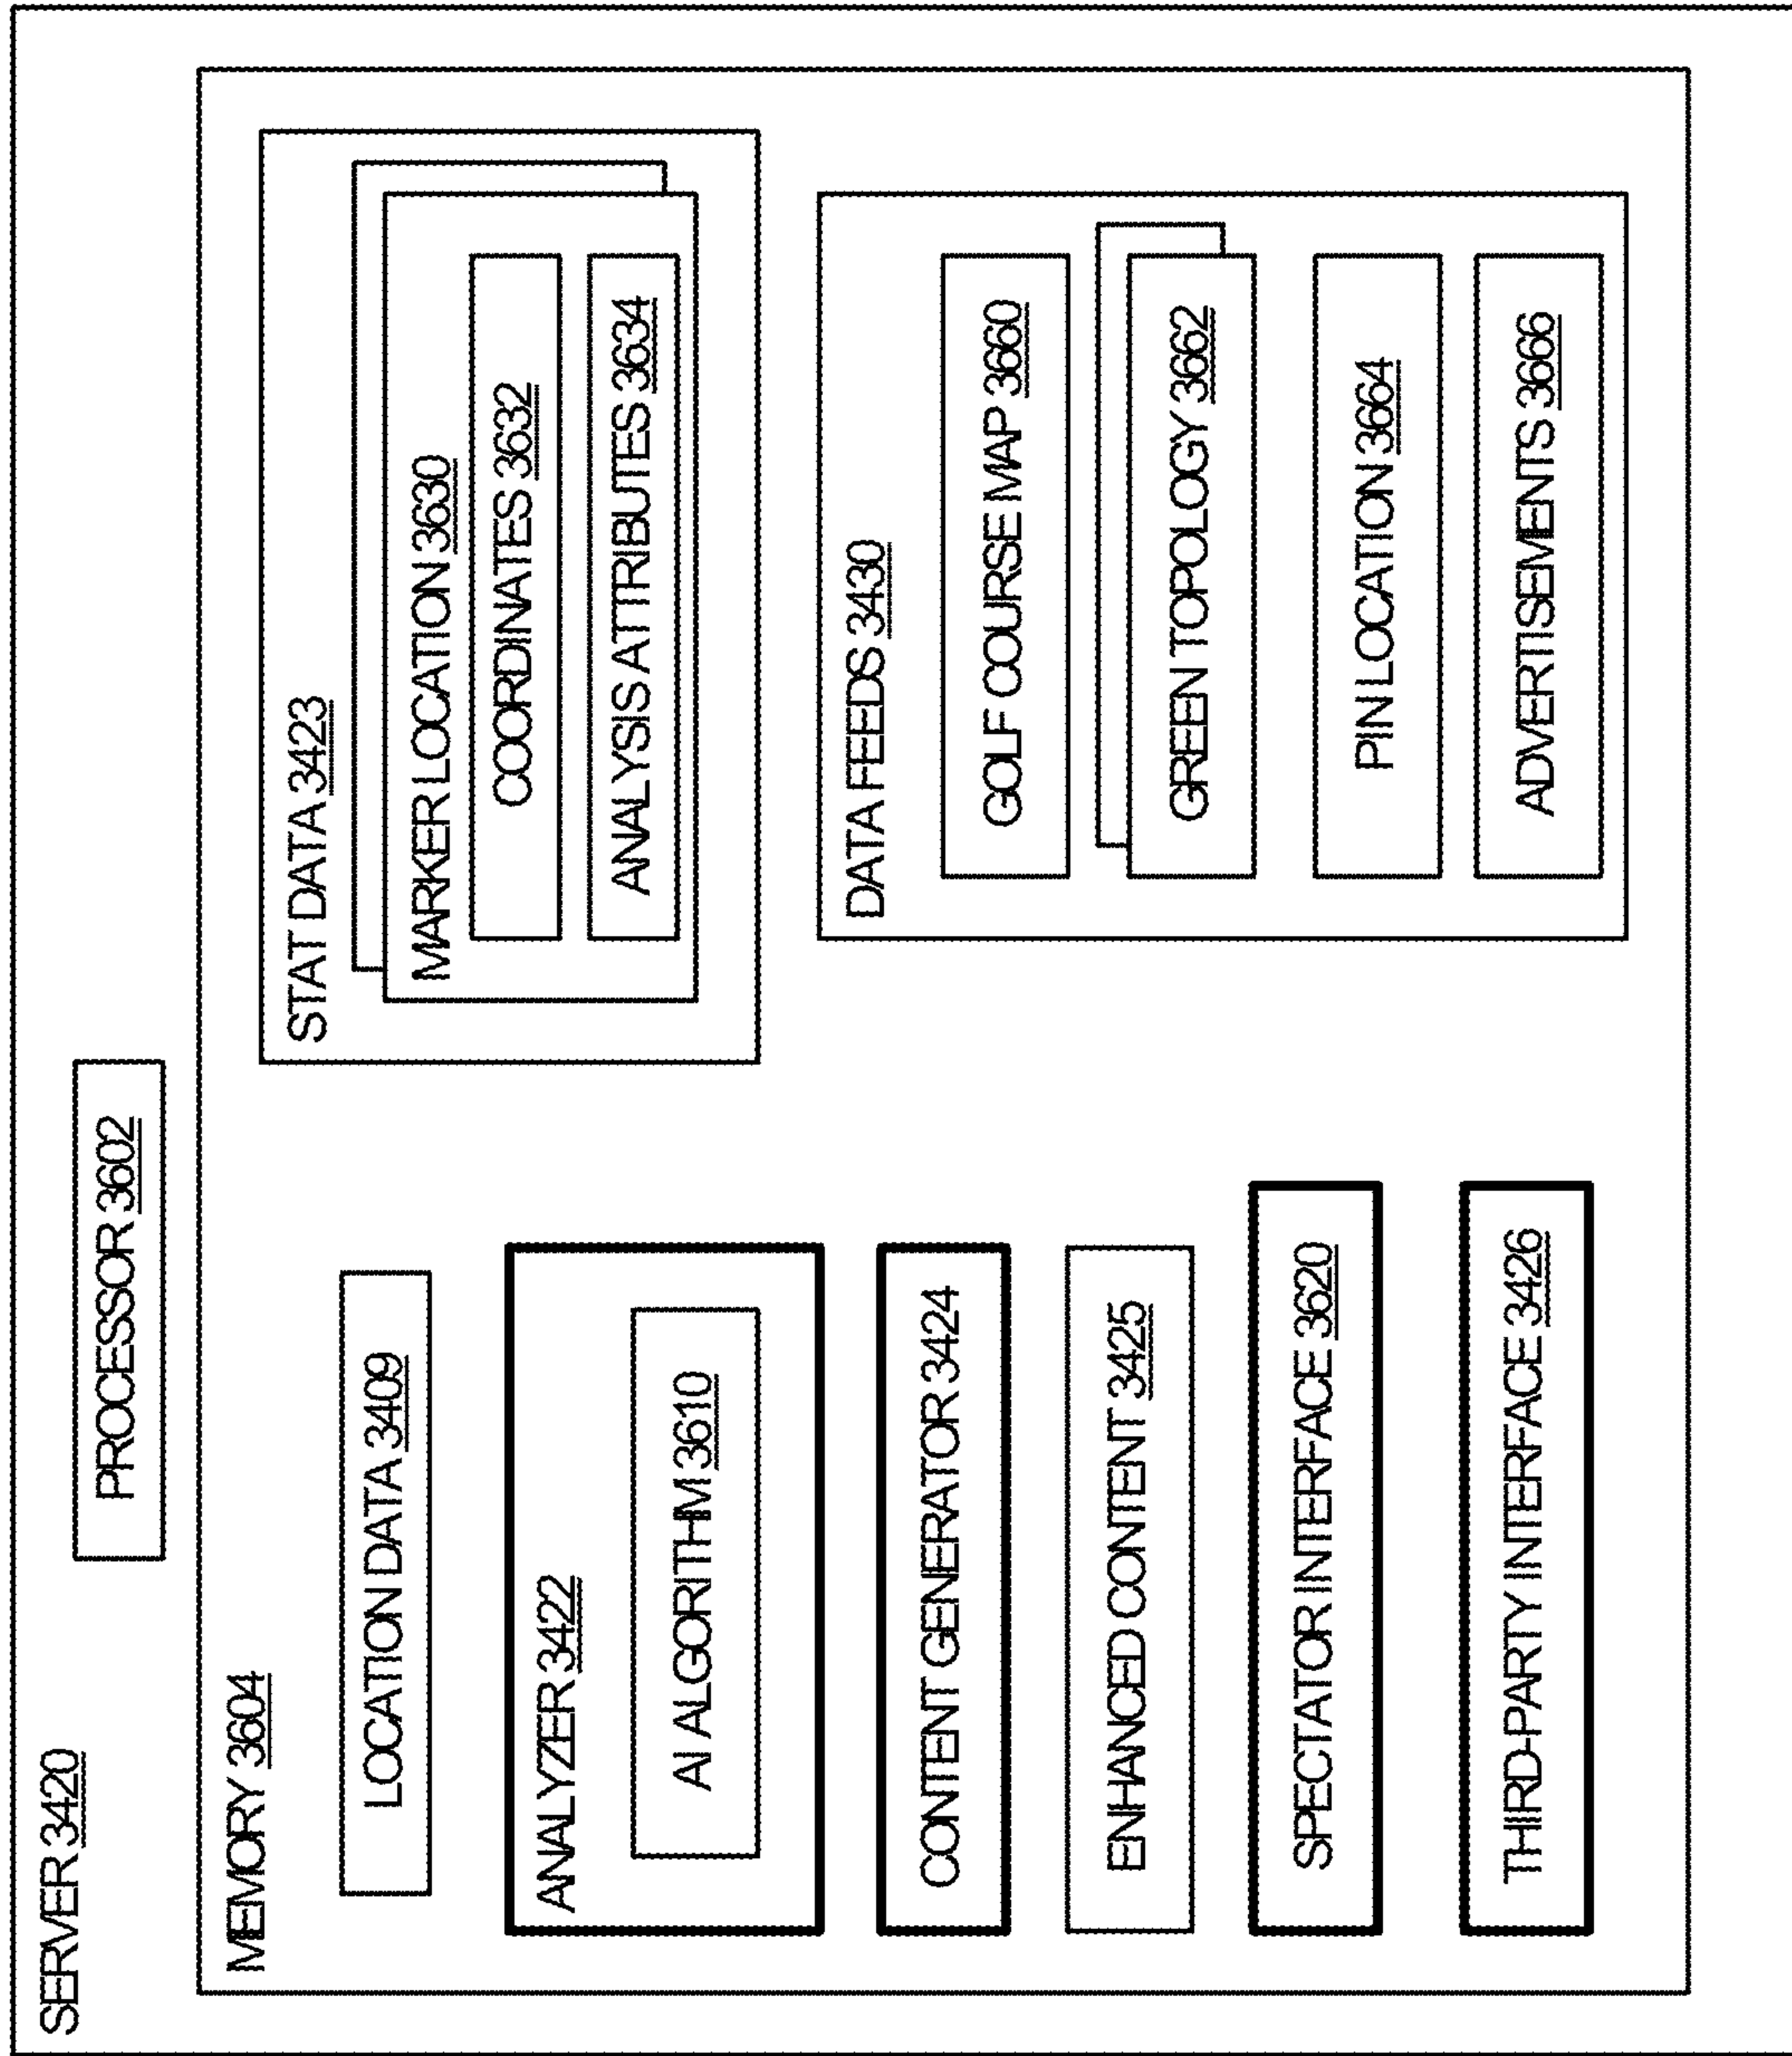 SERVER 3420
PROCESSOR 3602
MEMORY 3604
LOCATION DATA 3409
ANALYZER 3422
AI ALGORITHM 3610
CONTENT GENERATOR 3424
ENHANCED CONTENT 3425
SPECTATOR INTERFACE 3620
THIRD-PARTY INTERFACE 3426
STAT DATA 3423
MARKER LOCATION 3630
COORDINATES 3632
ANALYSIS ATTRIBUTES 3634
DATA FEEDS 3430
GOLF COURSE MAP 3660
GREEN TOPOLOGY 3662
PIN LOCATION 3664
ADVERTISEMENTS 3666